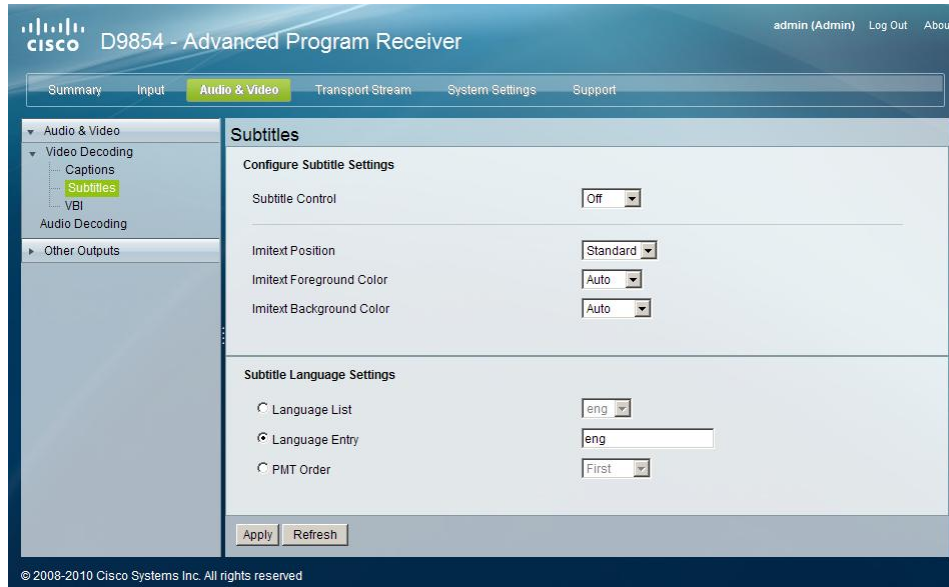 admin (Admin) Log Out Abou
CISCO D9854 - Advanced Program Receiver
Summary Input Audio & Video Transport Stream System Settings Support
Audio & Video
Video Decoding
Captions
Subtitles
VBI
Audio Decoding
Other Outputs
Subtitles
Configure Subtitle Settings
Subtitle Control Off
Imitext Position Standard
Imitext Foreground Color Auto
Imitext Background Color Auto
Subtitle Language Settings
Language List eng
Language Entry eng
PMT Order First
Apply Refresh
© 2008-2010 Cisco Systems Inc. All rights reserved